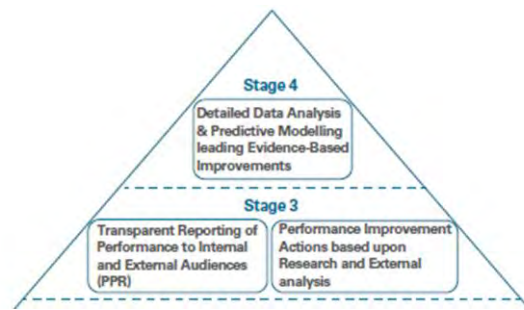 Stage 4
Detailed Data Analysis
& Predictive Modelling
leading Evidence-Based
Improvements
Stage 3
Transparent Reporting of
Performance to Internal
and External Audiences
(PPR)
Performance Improvement
Actions based upon
Research and External
analysis